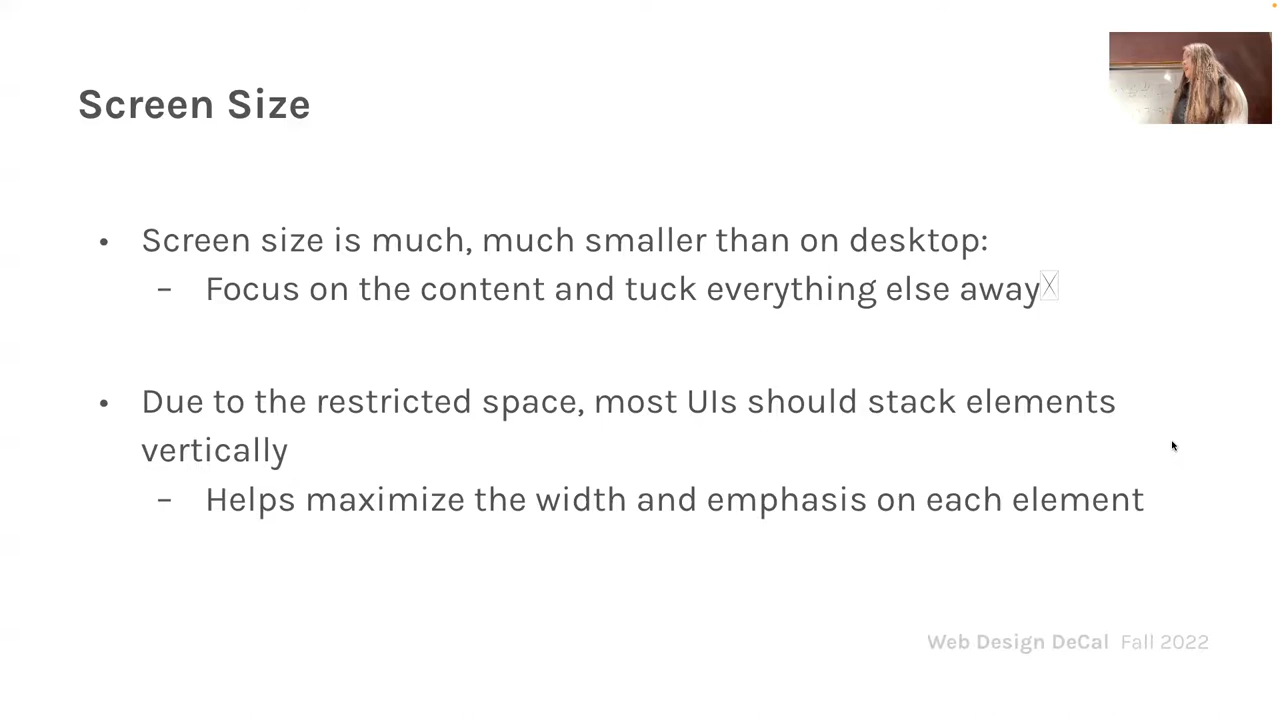 Screen Size
• Screen size is much, much smaller than on desktop:
– Focus on the content and tuck everything else away
• Due to the restricted space, most UIs should stack elements
vertically
– Helps maximize the width and emphasis on each element
Web Design DeCal Fall 2022